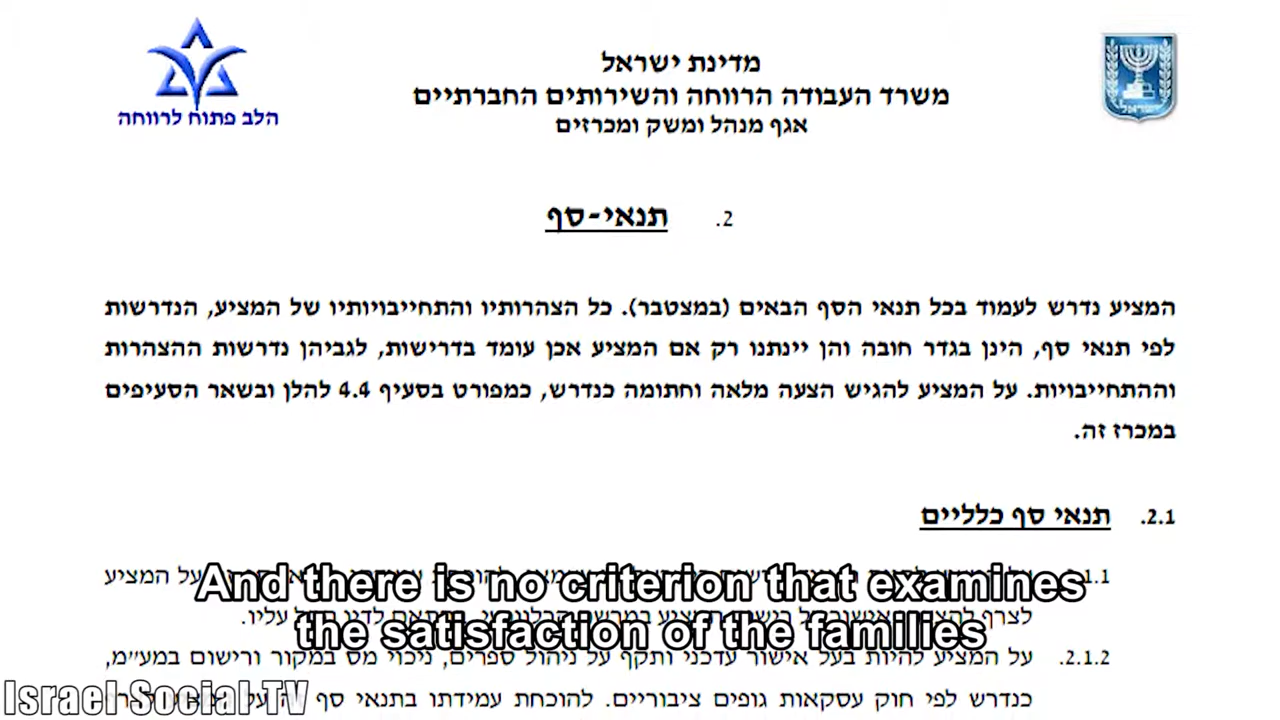 מדינת ישראל
משרד העבודה הרווחה והשירותים החברתיים
אגף מנהל ומשק ומכרזים
הלב פתוח לרווחה
ישראל
2. תנאי-סף
המציע נדרש לעמוד בכל תנאי הסף הבאים (במצטבר). כל הצהרותיו והתחייבויותיו של המציע, הנדרשות
לפי תנאי סף, הינן בגדר חובה והן יינתנו רק אם המציע אכן עומד בדרישות, לגביהן נדרשות ההצהרות
וההתחייבויות. על המציע להגיש הצעה מלאה וחתומה כנדרש, כמפורט בסעיף 4.4 להלן ובשאר הסעיפים
במכרז זה.
2.1. תנאי סף כלליים
על המציע
And there is no criterion that examines
לצרף עליו.
the satisfaction of the families
2.1.2. על המציע להיות בעל אישור עדכני ותקף על ניהול ספרים, ניכוי מס במקור ורישום במע״מ,
כנדרש לפי חוק עסקאות גופים ציבוריים. להוכחת עמידתו בתנאי סף
Israel Social TV